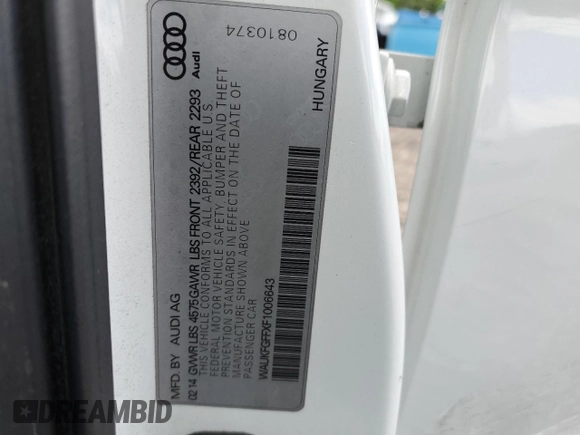 MFD. BY AUDI AG
02 14 GVWR LBS 4575 GAWR LBS FRONT 2392/REAR 2293
THIS VEHICLE CONFORMS TO ALL APPLICABLE U.S.
FEDERAL MOTOR VEHICLE SAFETY, BUMPER AND THEFT
PREVENTION STANDARDS IN EFFECT ON THE DATE OF
MANUFACTURE SHOWN ABOVE
PASSENGER CAR
WAUKFGFFXF1006643
HUNGARY
Audi
0810374
DREAMBID